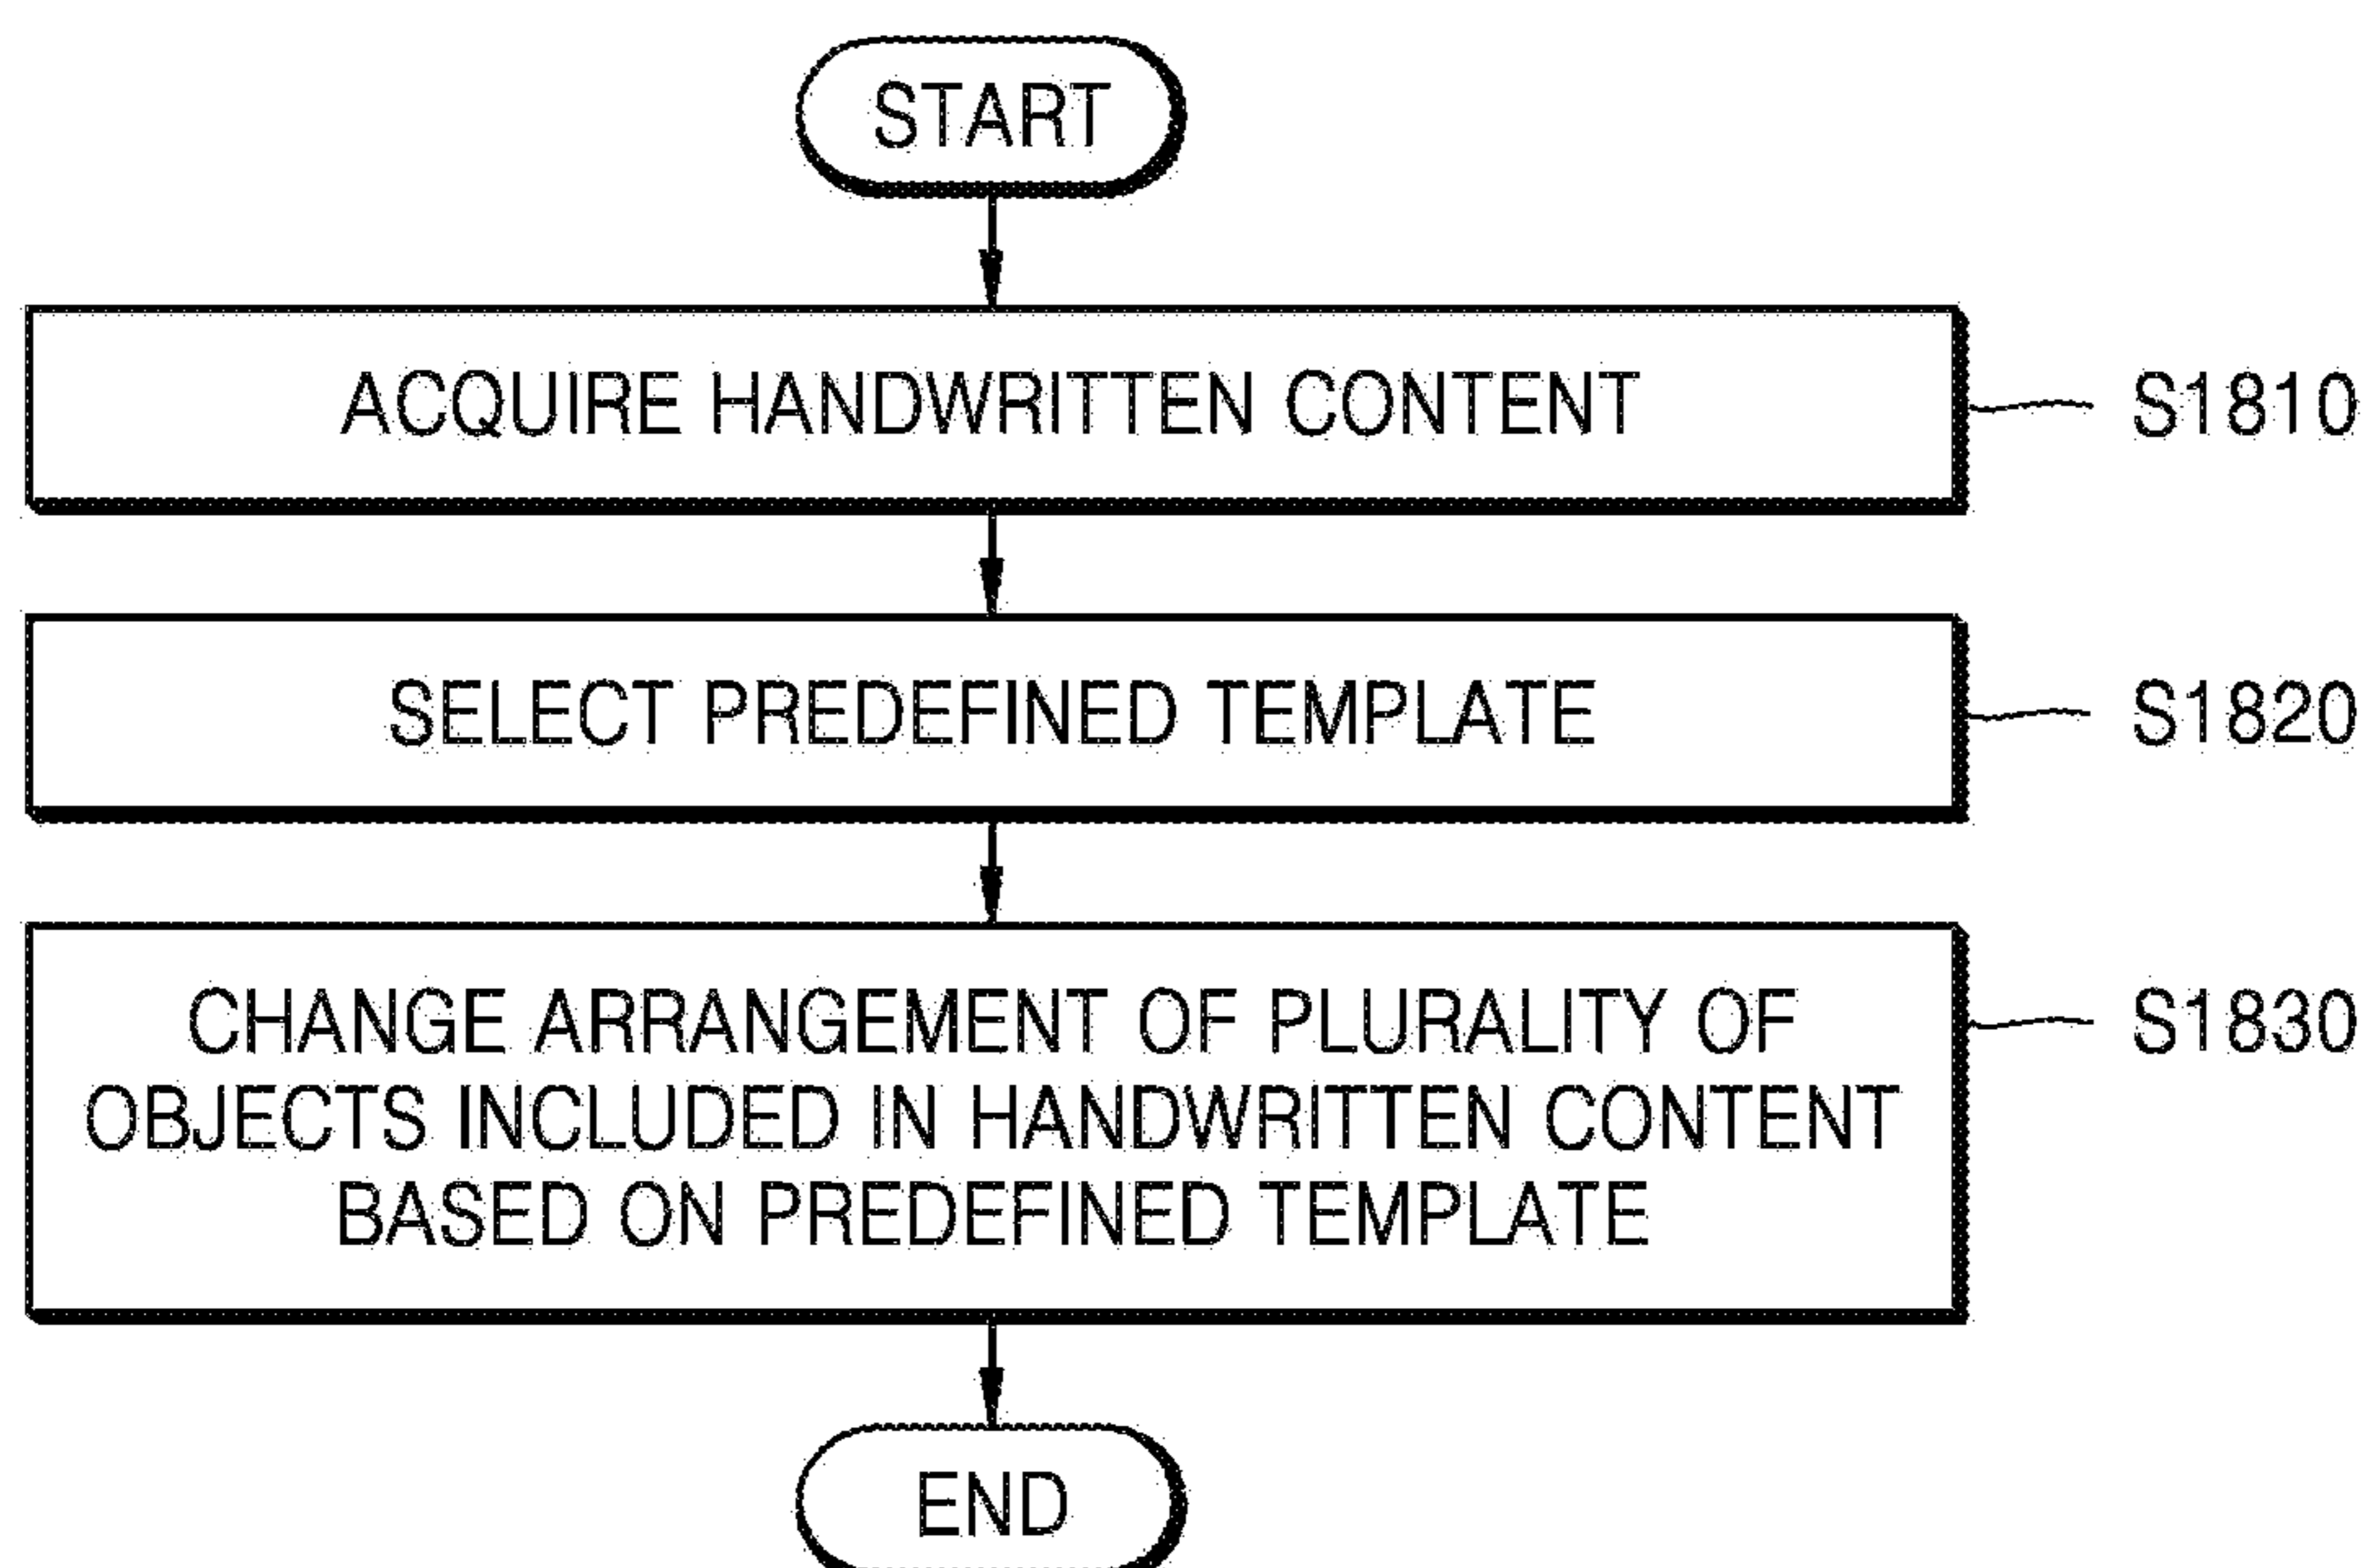 START
ACQUIRE HANDWRITTEN CONTENT
S1810
SELECT PREDEFINED TEMPLATE
S1820
CHANGE ARRANGEMENT OF PLURALITY OF
S1830
OBJECTS INCLUDED IN HANDWRITTEN CONTENT
BASED ON PREDEFINED TEMPLATE
END